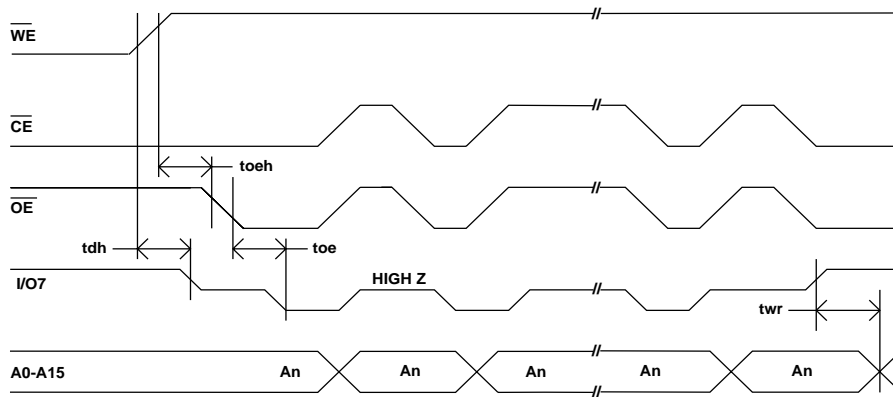 WE
CE
toeh
OE
tdh
toe
I/O7
HIGH Z
twr
A0-A15
An
An
An
An
An